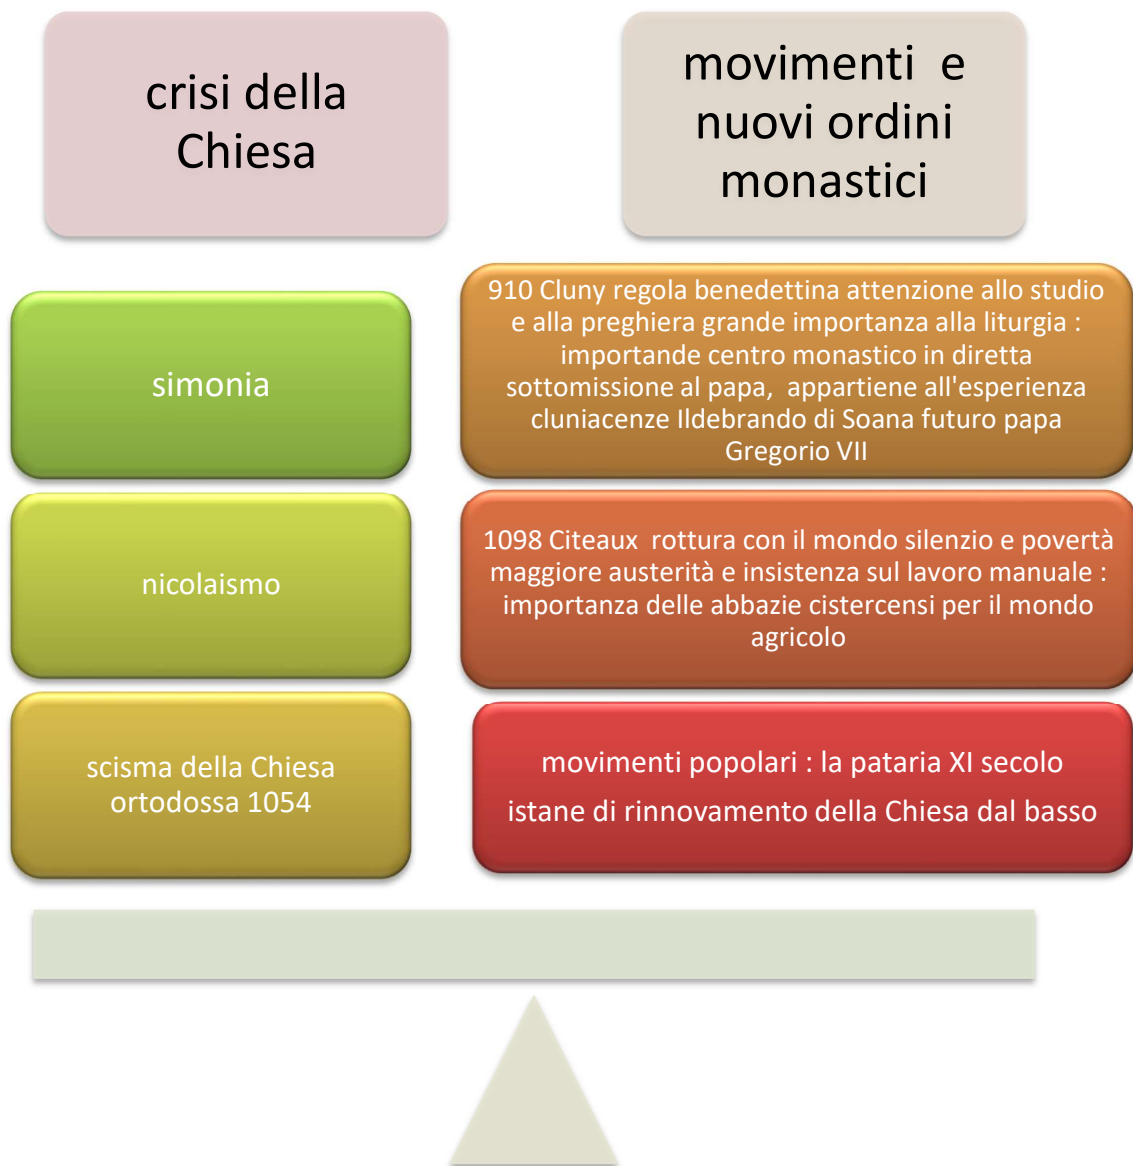 crisi della
Chiesa
movimenti e
nuovi ordini
monastici
simonia
910 Cluny regola benedettina attenzione allo studio
e alla preghiera grande importanza alla liturgia :
importande centro monastico in diretta
sottomissione al papa, appartiene all'esperienza
cluniacenze Ildebrando di Soana futuro papa
Gregorio VII
nicolaismo
1098 Citeaux rottura con il mondo silenzio e povertà
maggiore austerità e insistenza sul lavoro manuale :
importanza delle abbazie cistercensi per il mondo
agricolo
scisma della Chiesa
ortodossa 1054
movimenti popolari : la pataria XI secolo
istane di rinnovamento della Chiesa dal basso